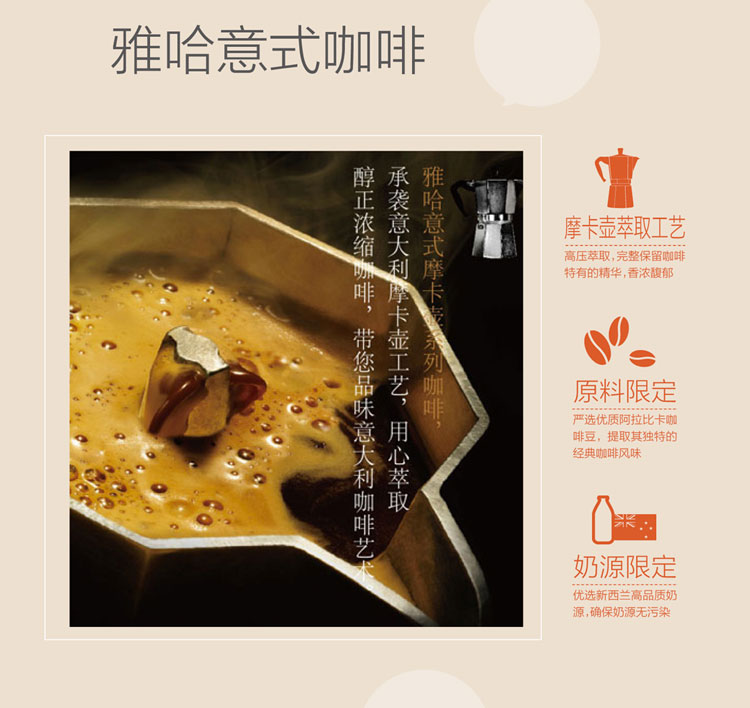 雅哈意式咖啡
雅哈意式摩卡壶系列咖啡，
承袭意大利摩卡壶工艺，用心萃取
醇正浓缩咖啡，带您品味意大利咖啡艺术
摩卡壶萃取工艺
高压萃取，完整保留咖啡
特有的精华，香浓馥郁
原料限定
严选优质阿拉比卡咖
啡豆，提取其独特的
经典咖啡风味
奶源限定
优选新西兰高品质奶
源，确保奶源无污染